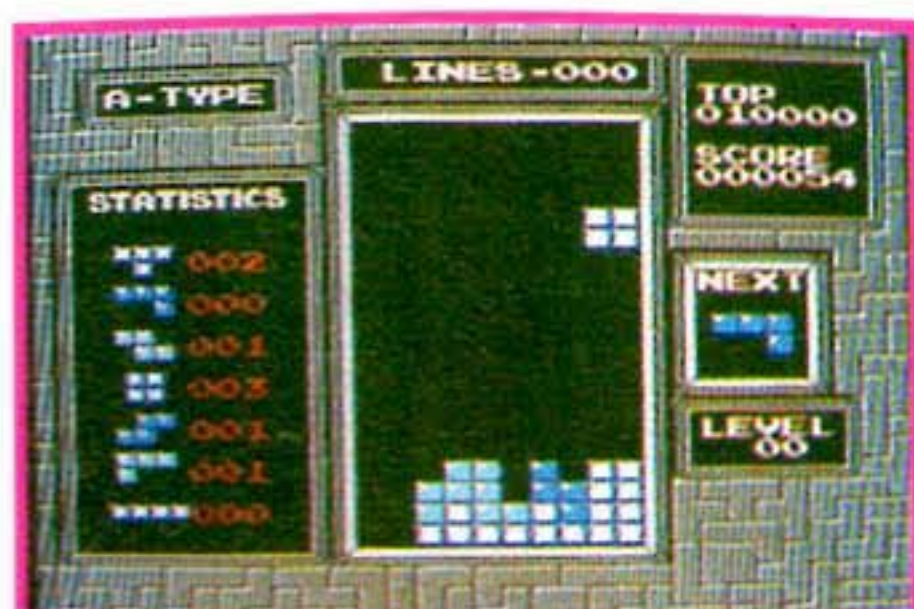 A-TYPE
LINES-000
TOP
010000
SCORE
000054
STATISTICS
002
000
001
003
001
001
000
NEXT
LEVEL
00